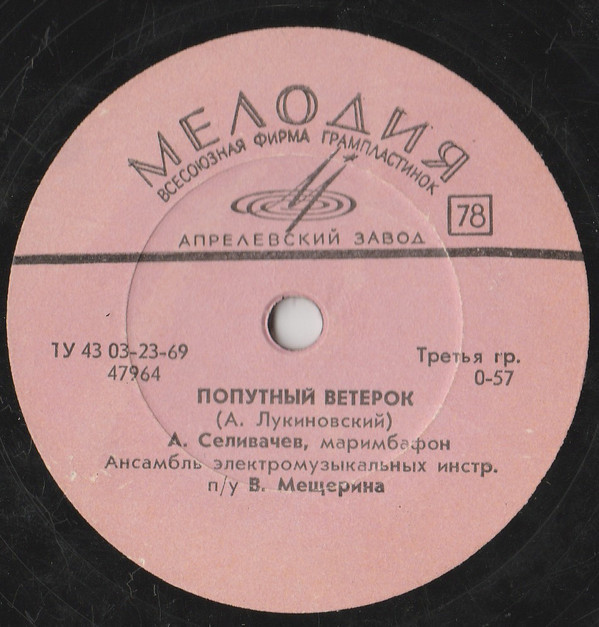 МЕЛОДИЯ
ВСЕСОЮЗНАЯ ФИРМА ГРАМПЛАСТИНОК
78
АПРЕЛЕВСКИЙ ЗАВОД
ТУ 43 03-23-69
47964
Третья гр.
0-57
ПОПУТНЫЙ ВЕТЕРОК
(А. Лукиновский)
А. Селивачев, маримбафон
Ансамбль электромузыкальных инстр.
п/у В. Мещерина